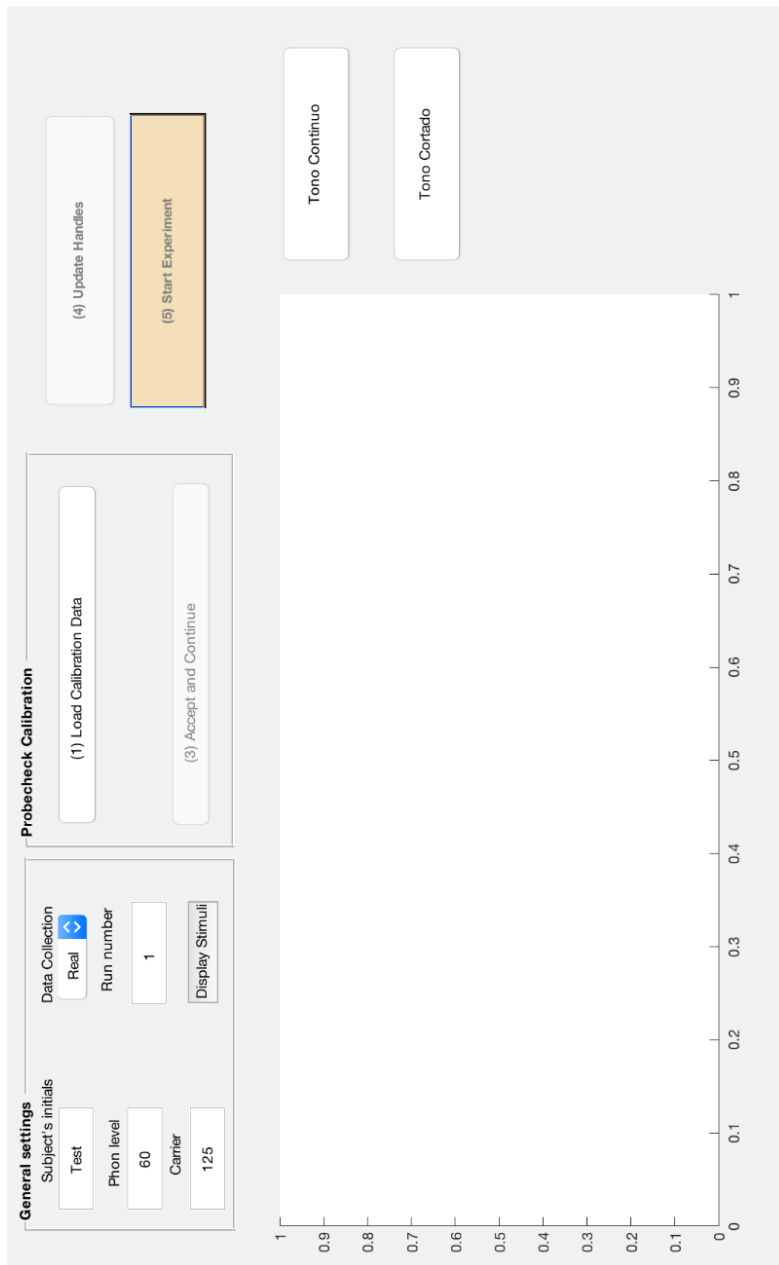 General settings
Subject's initials
Data Collection
Test
Real
Phon level
Run number
60
1
Carrier
125
Display Stimuli
Probecheck Calibration
(1) Load Calibration Data
(3) Accept and Continue
(4) Update Handles
(5) Start Experiment
Tono Continuo
Tono Cortado
1
0.9
0.8
0.7
0.6
0.5
0.4
0.3
0.2
0.1
0
0 0.1 0.2 0.3 0.4 0.5 0.6 0.7 0.8 0.9 1